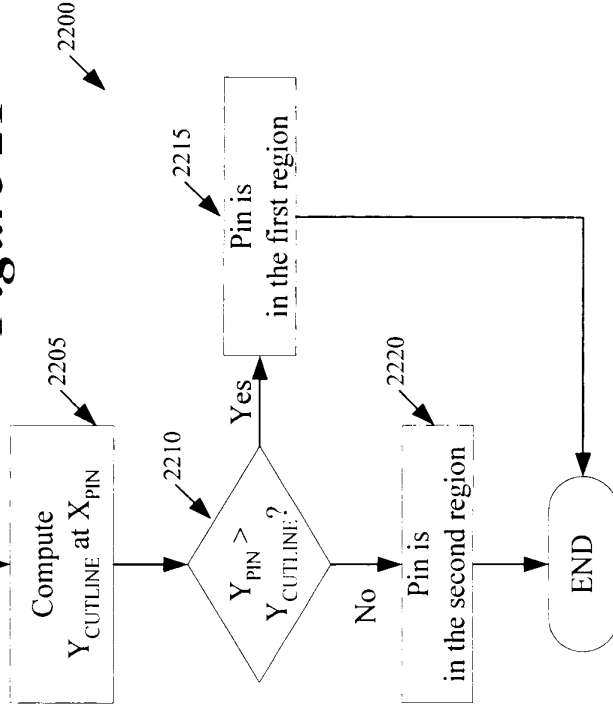 2200
2205
Compute
Y_CUTLINE at X_PIN
2210
Y_PIN >
Y_CUTLINE?
Yes
2215
Pin is
in the first region
No
2220
Pin is
in the second region
END